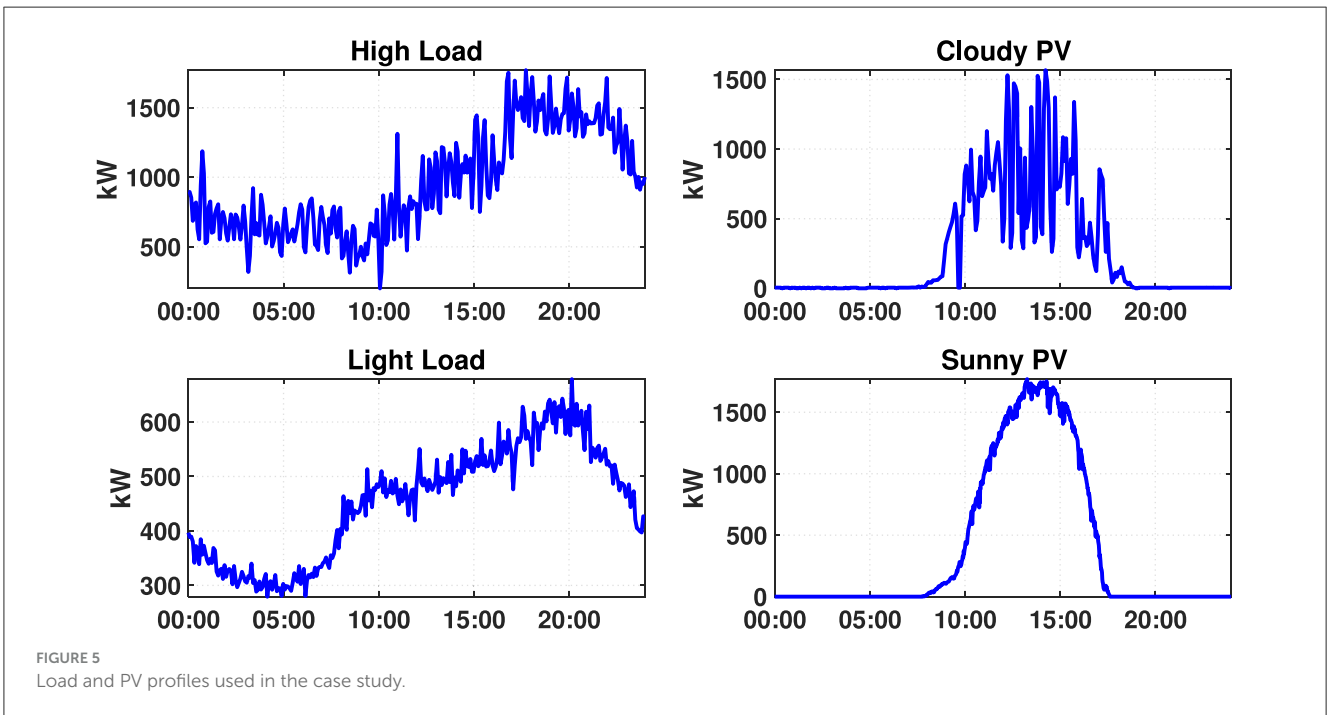 High Load
kW
1500
1000
500
00:00 05:00 10:00 15:00 20:00
Cloudy PV
kW
1500
1000
500
0
00:00 05:00 10:00 15:00 20:00
Light Load
kW
600
500
400
300
00:00 05:00 10:00 15:00 20:00
Sunny PV
kW
1500
1000
500
0
00:00 05:00 10:00 15:00 20:00
FIGURE 5
Load and PV profiles used in the case study.